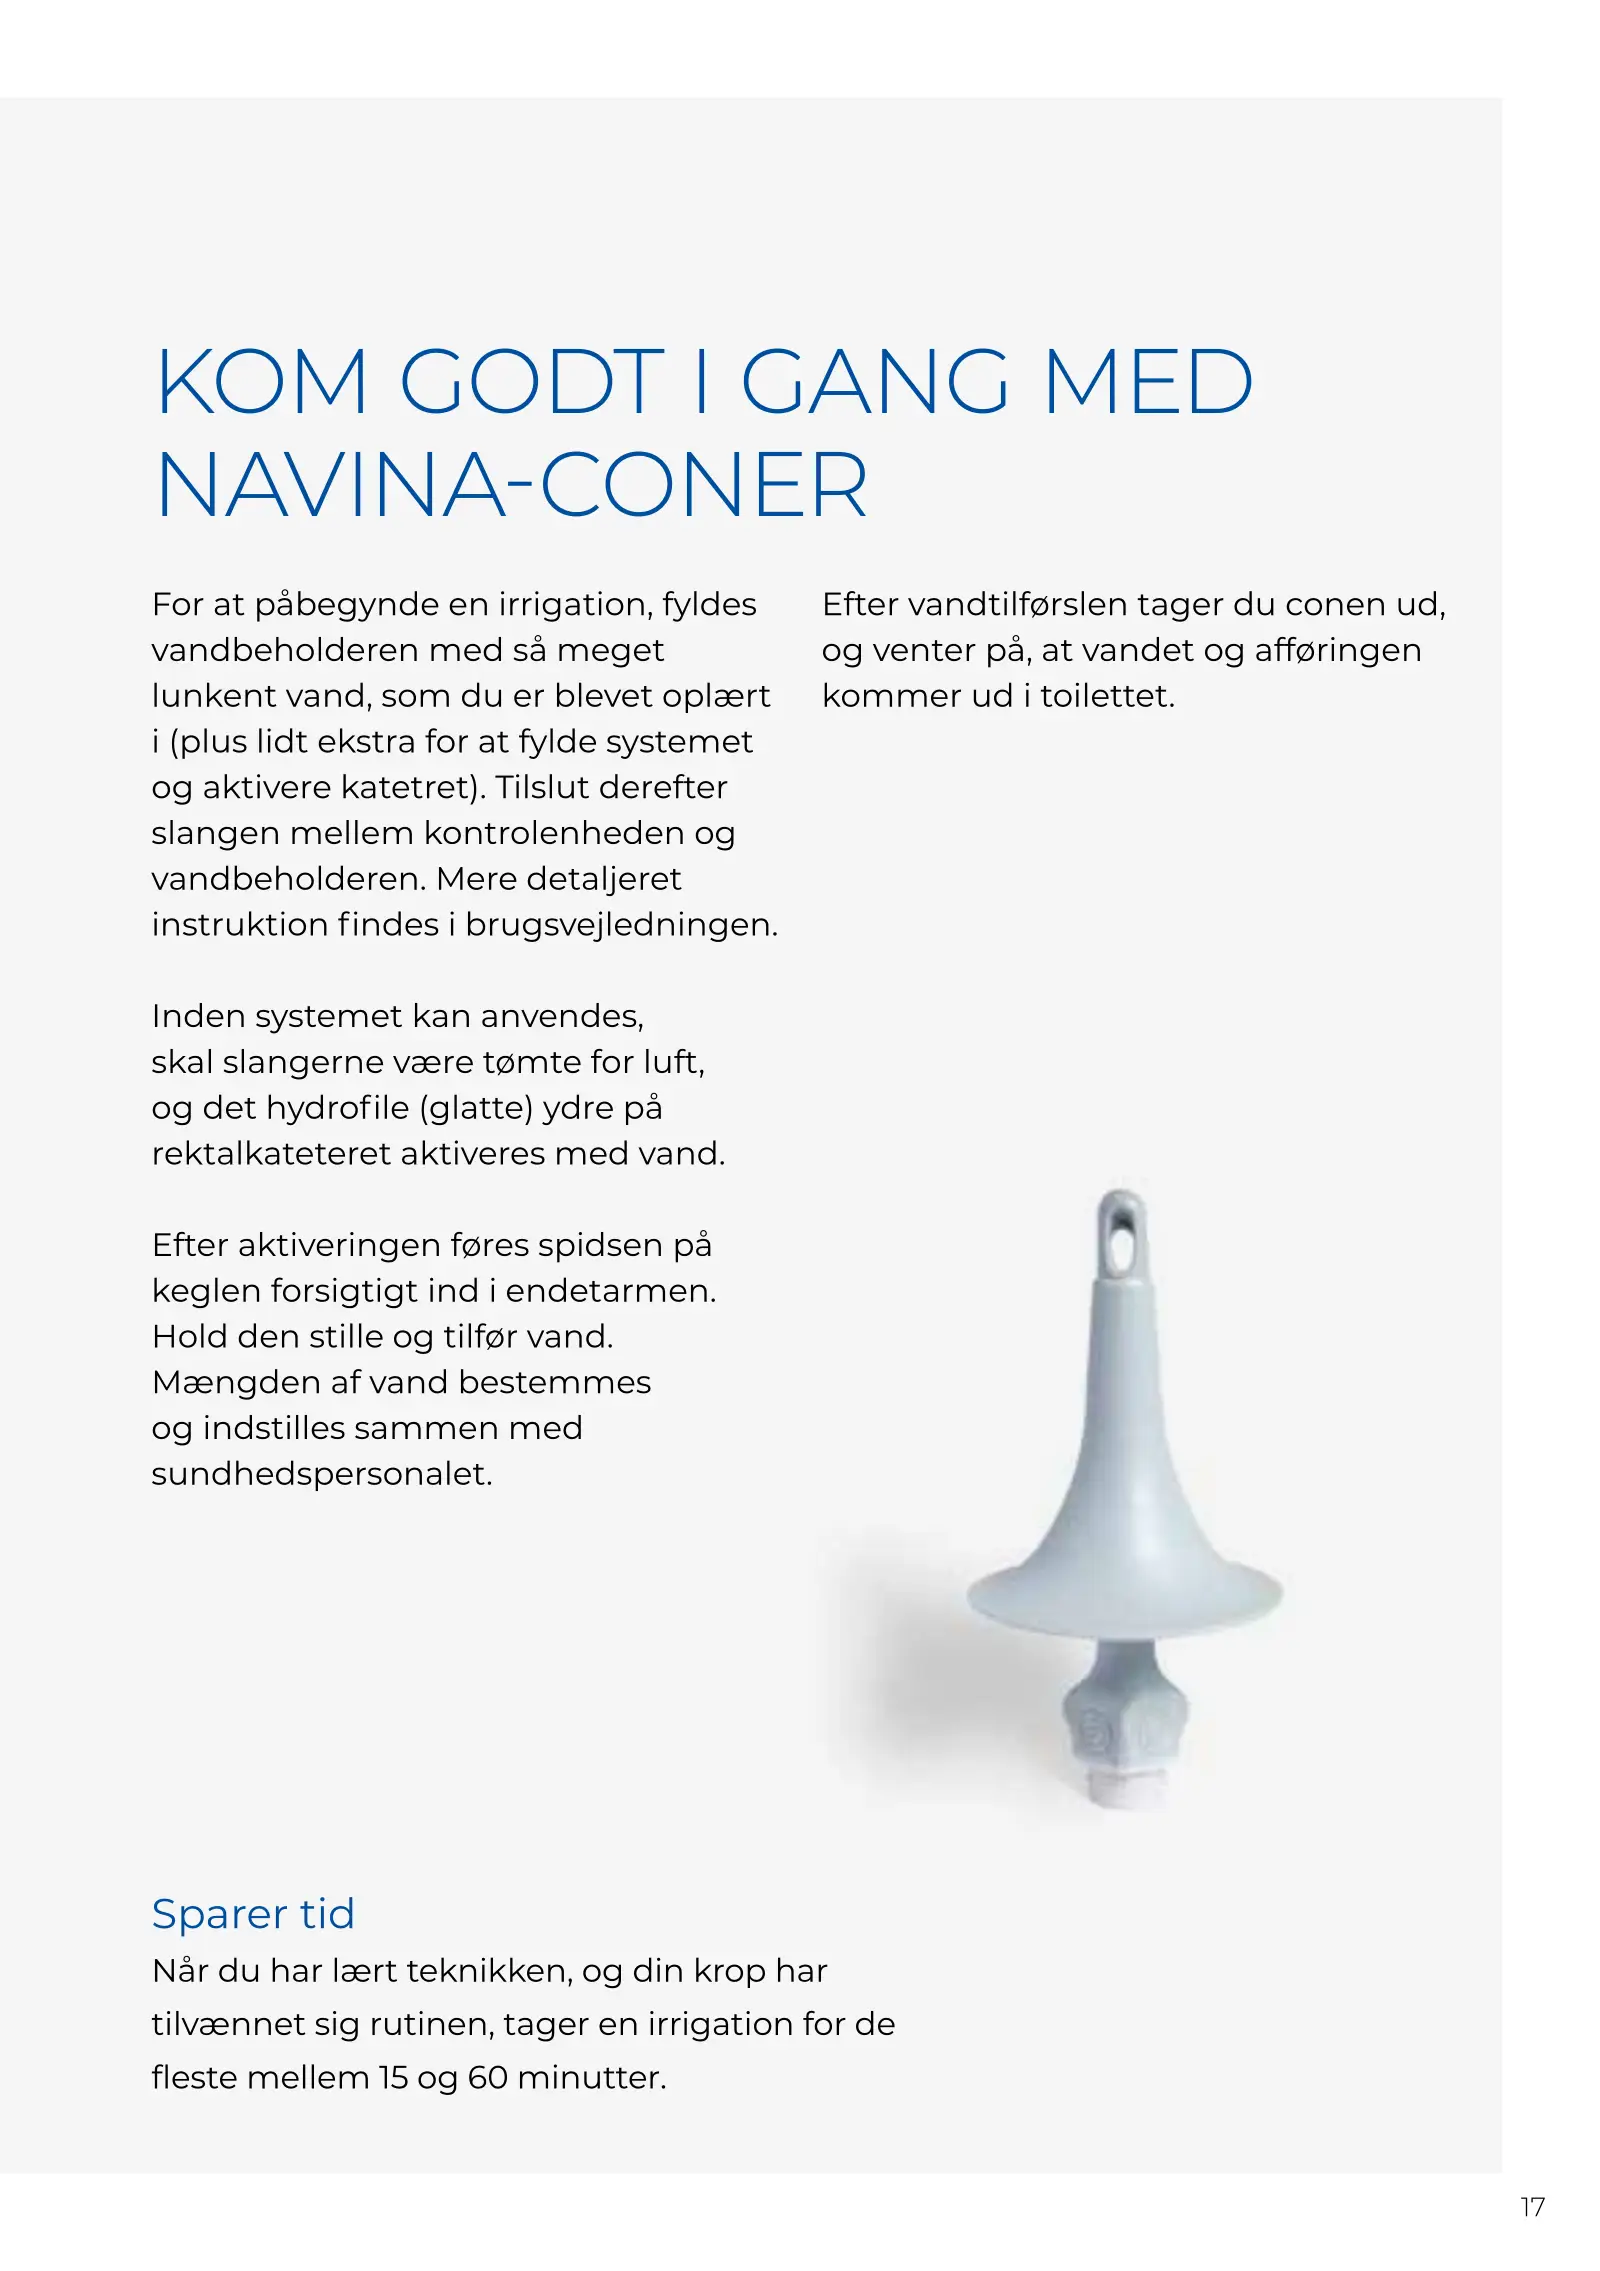 KOM GODT I GANG MED
NAVINA-CONER
For at påbegynde en irrigation, fyldes
vandbeholderen med så meget
lunkent vand, som du er blevet oplært
i (plus lidt ekstra for at fylde systemet
og aktivere katetret). Tilslut derefter
slangen mellem kontrolenheden og
vandbeholderen. Mere detaljeret
instruktion findes i brugsvejledningen.
Inden systemet kan anvendes,
skal slangerne være tømte for luft,
og det hydrofile (glatte) ydre på
rektalkateteret aktiveres med vand.
Efter aktiveringen føres spidsen på
keglen forsigtigt ind i endetarmen.
Hold den stille og tilfør vand.
Mængden af vand bestemmes
og indstilles sammen med
sundhedspersonalet.
Efter vandtilførslen tager du conen ud,
og venter på, at vandet og afføringen
kommer ud i toilettet.
Sparer tid
Når du har lært teknikken, og din krop har
tilvænnet sig rutinen, tager en irrigation for de
fleste mellem 15 og 60 minutter.
17